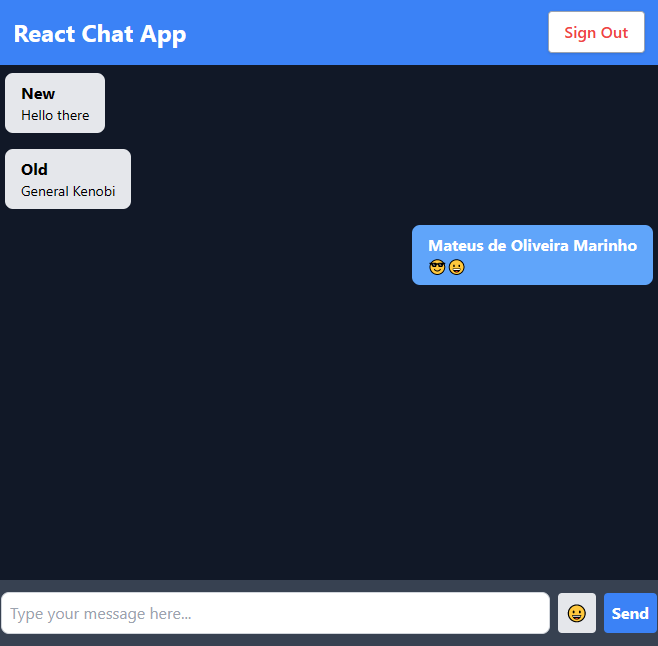 React Chat App
Sign Out
New
Hello there
Old
General Kenobi
Mateus de Oliveira Marinho
😎😀
Type your message here...
😀
Send